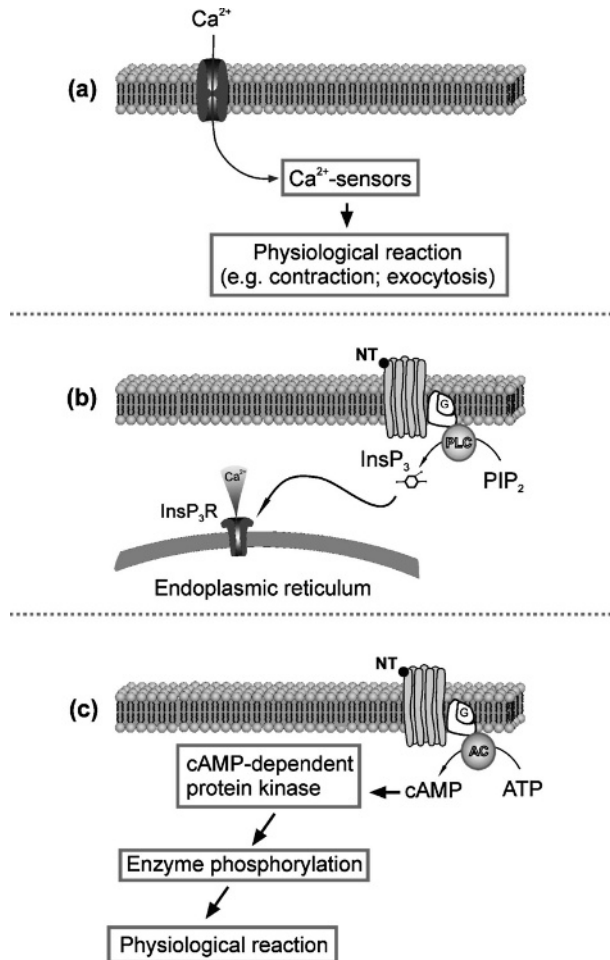 Ca²⁺
(a)
Ca²⁺-sensors
Physiological reaction
(e.g. contraction; exocytosis)
NT
(b)
G
PLC
InsP₃
PIP₂
Ca²⁺
InsP₃R
Endoplasmic reticulum
NT
(c)
G
AC
cAMP-dependent
protein kinase
cAMP
ATP
Enzyme phosphorylation
Physiological reaction